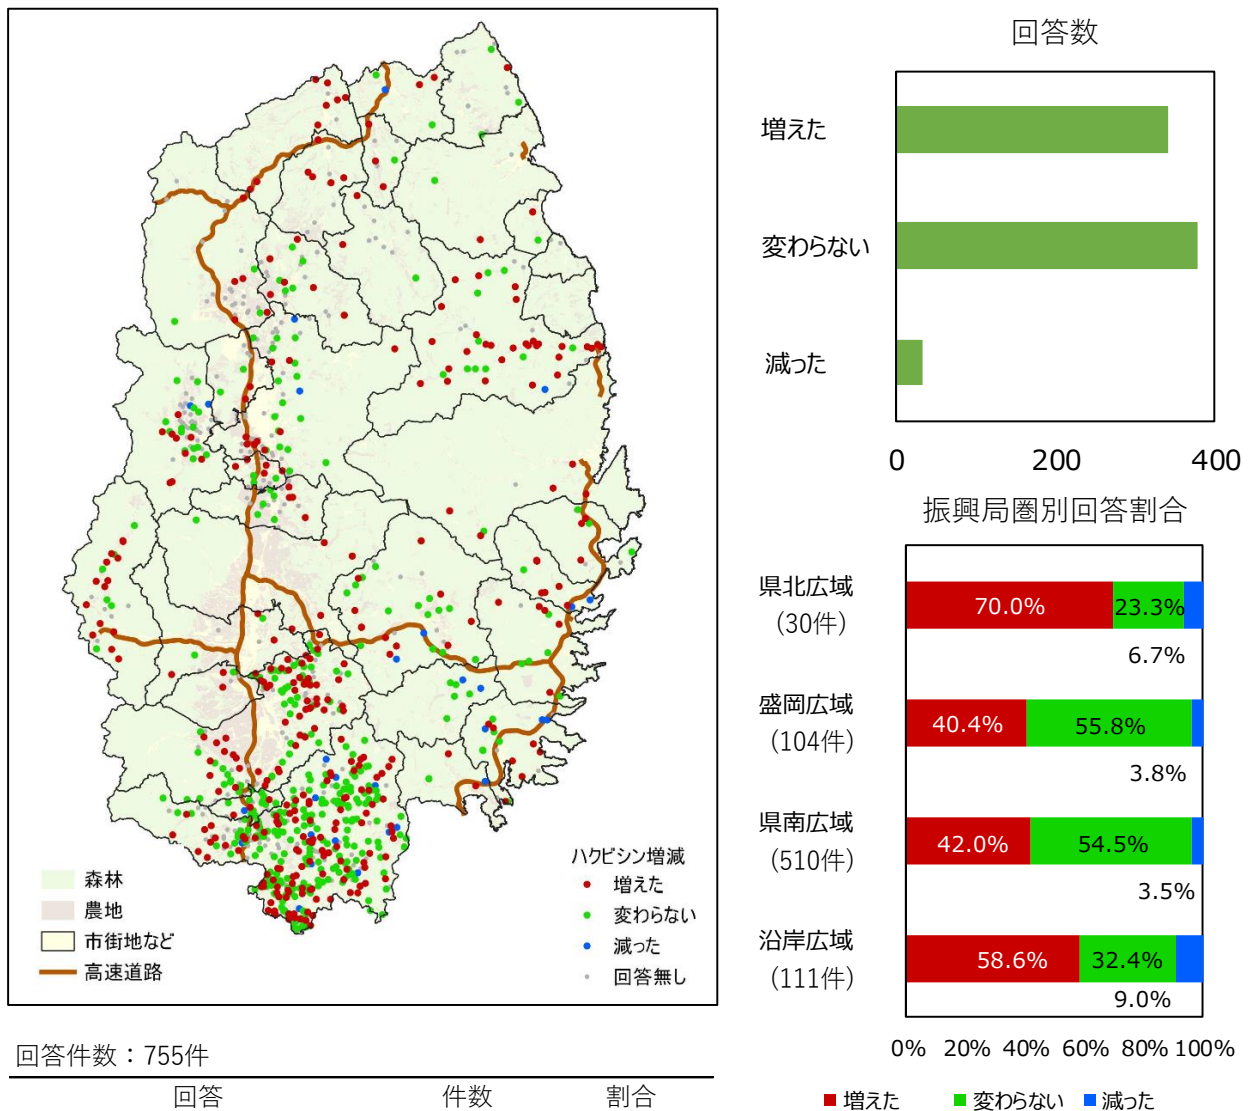 ハクビシン増減
増えた
変わらない
減った
回答無し
森林
農地
市街地など
高速道路
回答件数：755件
回答 件数 割合
回答数
増えた
変わらない
減った
0 200 400
振興局圏別回答割合
県北広域
(30件)
70.0% 23.3%
6.7%
盛岡広域
(104件)
40.4% 55.8%
3.8%
県南広域
(510件)
42.0% 54.5%
3.5%
沿岸広域
(111件)
58.6% 32.4%
9.0%
0% 20% 40% 60% 80% 100%
増えた 変わらない 減った